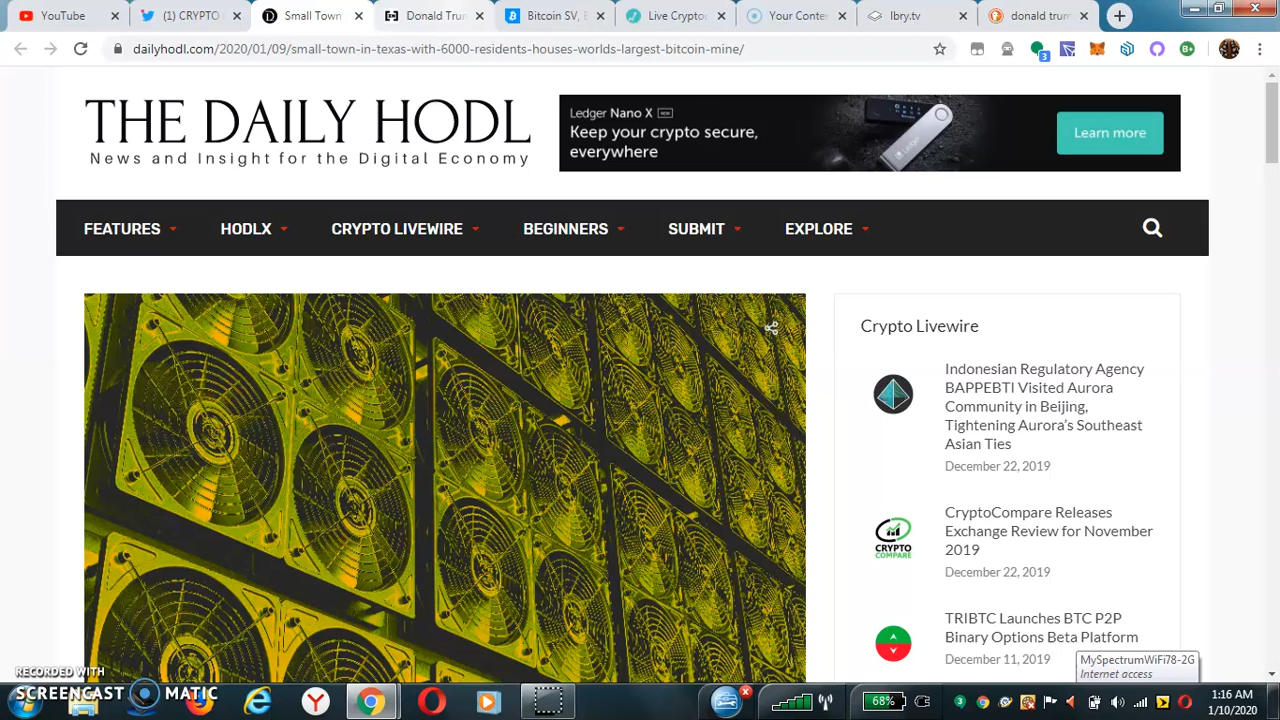 YouTube
(1) CRYPTO
Small Town
Donald Trun
Bitcoin SV, E
Live Crypto
Your Conte
lbry.tv
donald trum
dailyhodl.com/2020/01/09/small-town-in-texas-with-6000-residents-houses-worlds-largest-bitcoin-mine/
3
B+
THE DAILY HODL
News and Insight for the Digital Economy
Ledger Nano X NEW
Keep your crypto secure,
everywhere
Learn more
FEATURES
HODLX
CRYPTO LIVEWIRE
BEGINNERS
SUBMIT
EXPLORE
Crypto Livewire
Indonesian Regulatory Agency
BAPPEBTI Visited Aurora
Community in Beijing,
Tightening Aurora’s Southeast
Asian Ties
December 22, 2019
CRYPTO
COMPARE
CryptoCompare Releases
Exchange Review for November
2019
December 22, 2019
TRIBTC Launches BTC P2P
Binary Options Beta Platform
December 11, 2019
MySpectrumWiFi78-2G
Internet access
RECORDED WITH
SCREENCAST MATIC
68%
1:16 AM
1/10/2020